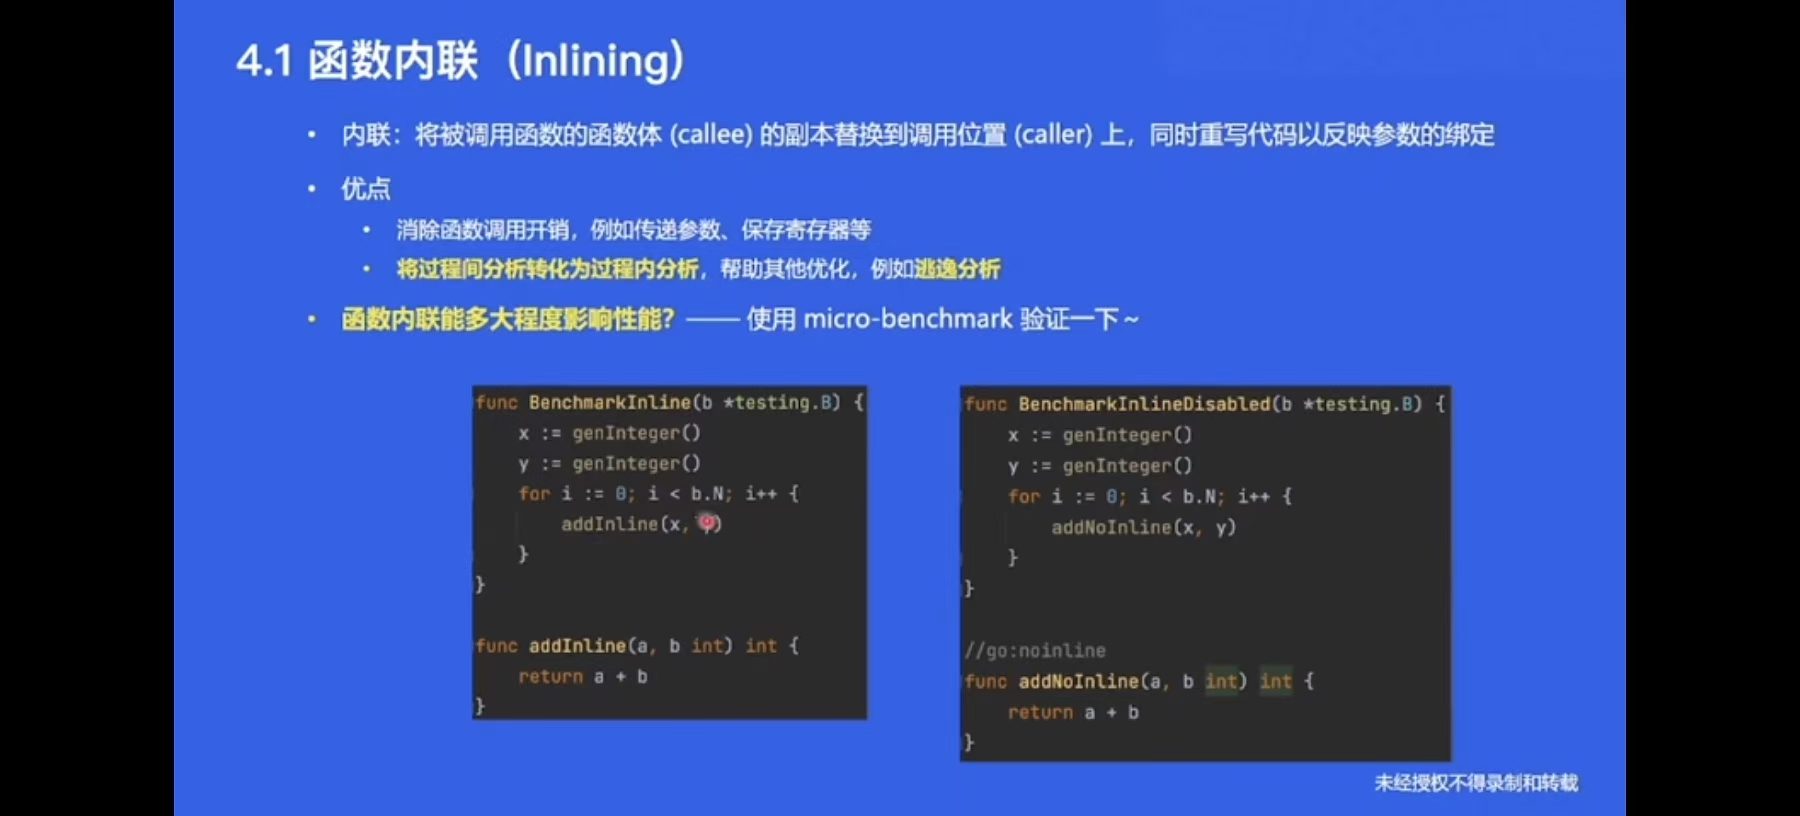 4.1 函数内联（Inlining）
• 内联：将被调用函数的函数体 (callee) 的副本替换到调用位置 (caller) 上，同时重写代码以反映参数的绑定
• 优点
• 消除函数调用开销，例如传递参数、保存寄存器等
• 将过程间分析转化为过程内分析，帮助其他优化，例如逃逸分析
• 函数内联能多大程度影响性能？—— 使用 micro-benchmark 验证一下~
func BenchmarkInline(b *testing.B) {
x := genInteger()
y := genInteger()
for i := 0; i < b.N; i++ {
addInline(x, )
}
}
func addInline(a, b int) int {
return a + b
}
func BenchmarkInlineDisabled(b *testing.B) {
x := genInteger()
y := genInteger()
for i := 0; i < b.N; i++ {
addNoInline(x, y)
}
}
//go:noinline
func addNoInline(a, b int) int {
return a + b
}
未经授权不得录制和转载